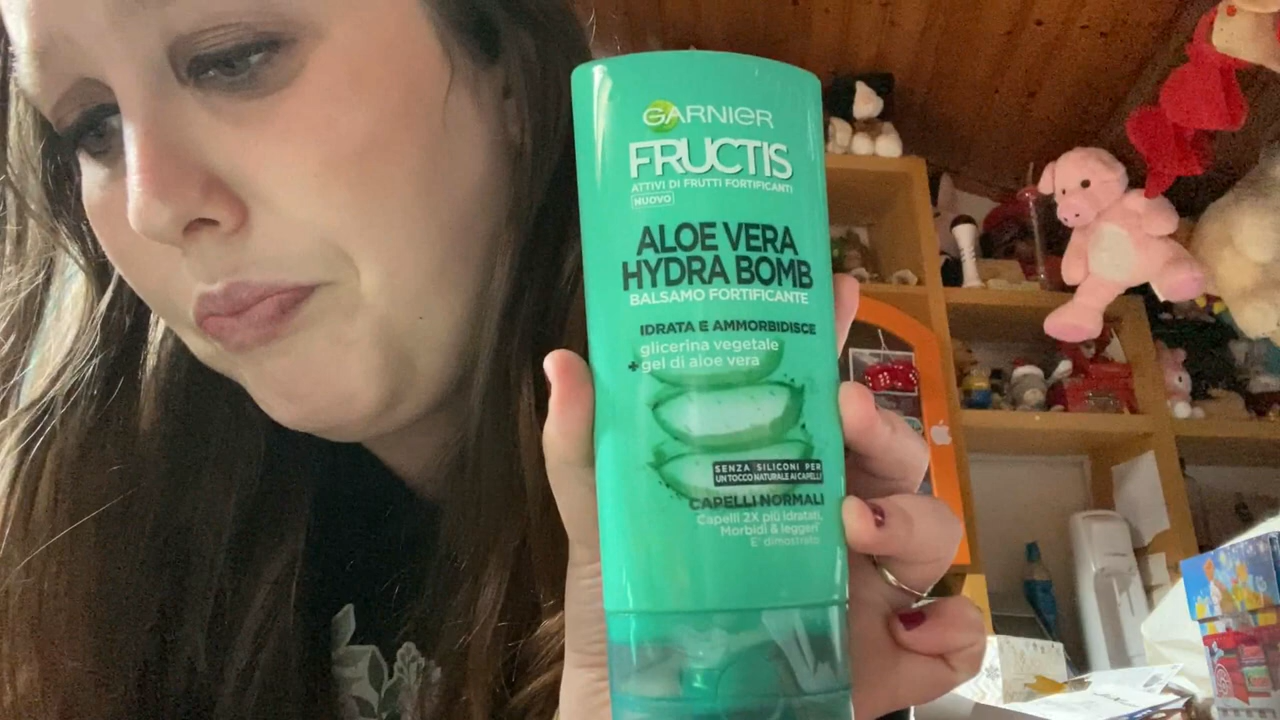 GARNIER
FRUCTIS
ATTIVI DI FRUTTI FORTIFICANTI
NUOVO
ALOE VERA
HYDRA BOMB
BALSAMO FORTIFICANTE
IDRATA E AMMORBIDISCE
glicerina vegetale
+ gel di aloe vera
SENZA SILICONI PER
UN TOCCO NATURALE AI CAPELLI
CAPELLI NORMALI
Capelli 2X più idratati,
Morbidi & leggeri
E' dimostrato